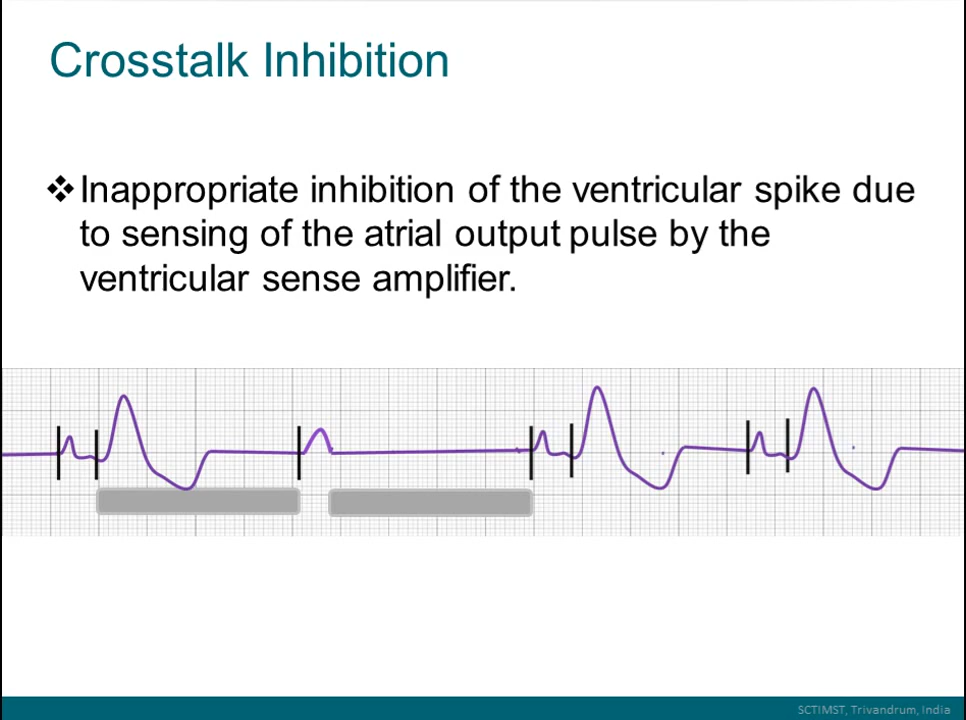 Crosstalk Inhibition
❖Inappropriate inhibition of the ventricular spike due
to sensing of the atrial output pulse by the
ventricular sense amplifier.
SCTIMST, Trivandrum, India